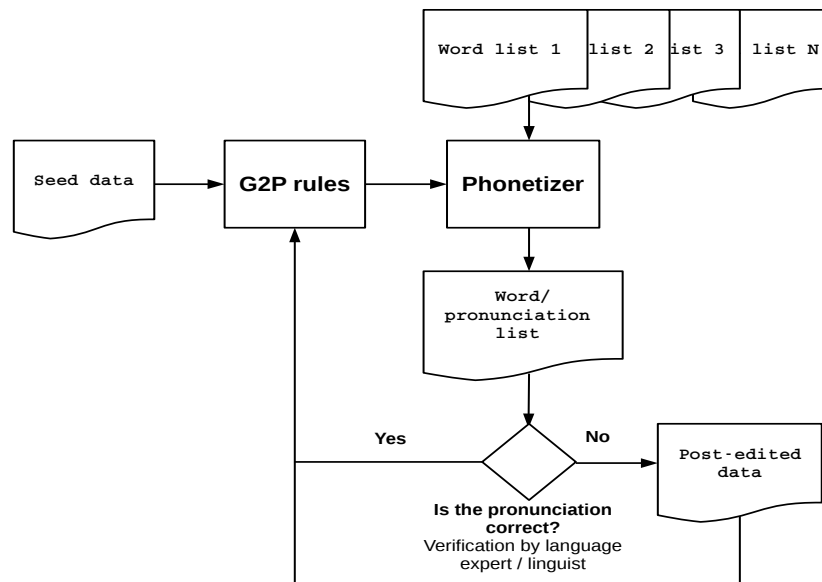 Word list 1
list 2
ist 3
list N
Seed data
G2P rules
Phonetizer
Word/
pronunciation
list
Yes
No
Post-edited
data
Is the pronunciation
correct?
Verification by language
expert / linguist